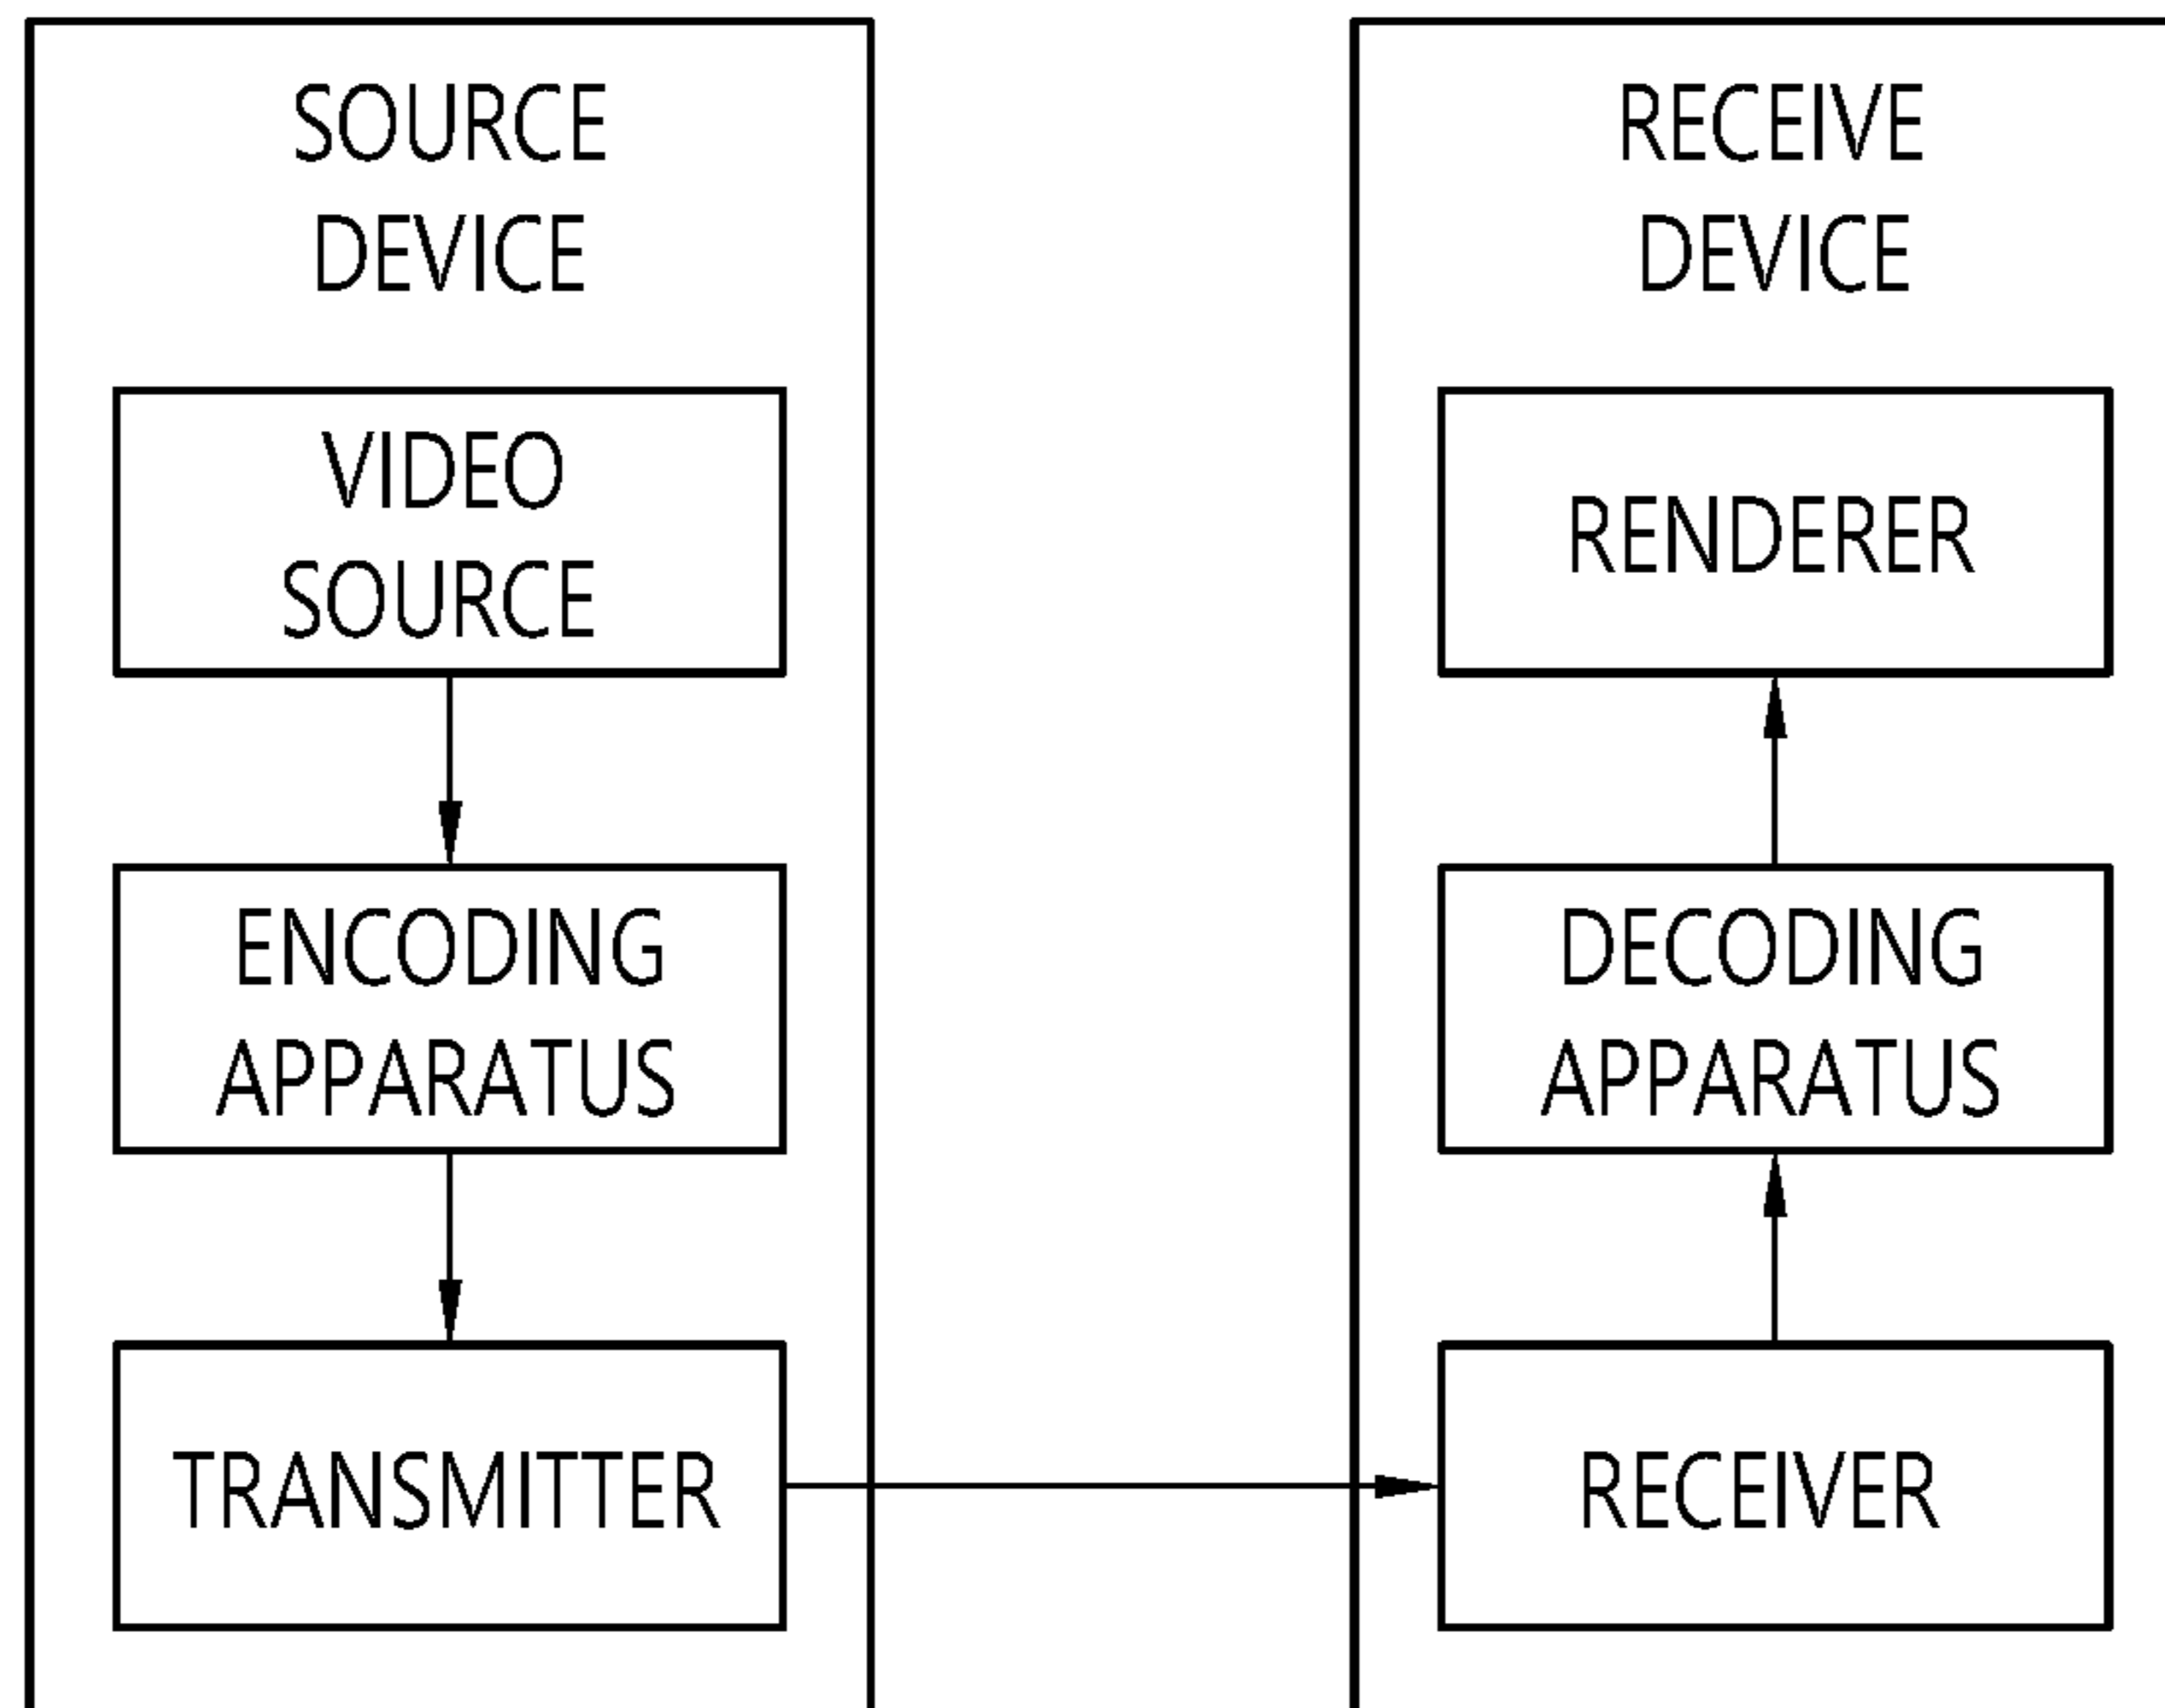 SOURCE
DEVICE
VIDEO
SOURCE
ENCODING
APPARATUS
TRANSMITTER
RECEIVE
DEVICE
RENDERER
DECODING
APPARATUS
RECEIVER